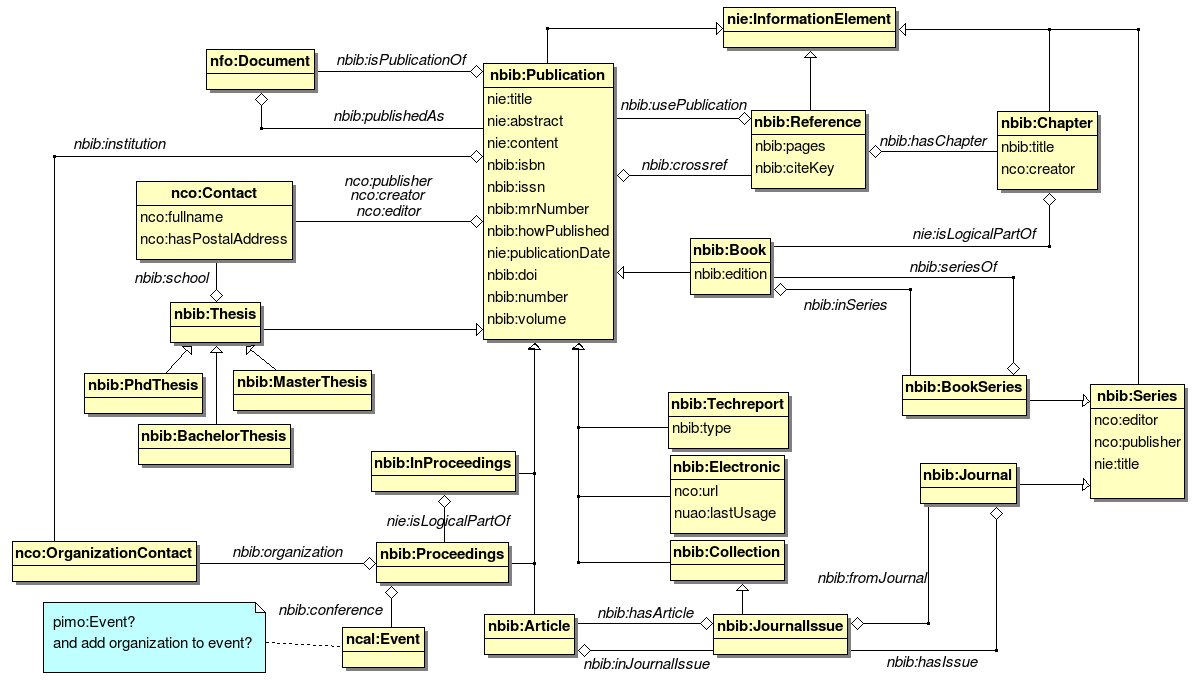 nie:InformationElement
nfo:Document
nbib:isPublicationOf
nbib:publishedAs
nbib:institution
nbib:Publication
nie:title
nie:abstract
nie:content
nbib:isbn
nbib:issn
nbib:mrNumber
nbib:howPublished
nie:publicationDate
nbib:doi
nbib:number
nbib:volume
nbib:usePublication
nbib:crossref
nbib:Reference
nbib:pages
nbib:citeKey
nbib:hasChapter
nbib:Chapter
nbib:title
nco:creator
nco:Contact
nco:fullname
nco:hasPostalAddress
nco:publisher
nco:creator
nco:editor
nbib:school
nbib:Thesis
nbib:PhdThesis
nbib:MasterThesis
nbib:BachelorThesis
nbib:Book
nbib:edition
nie:isLogicalPartOf
nbib:seriesOf
nbib:inSeries
nbib:BookSeries
nbib:Series
nco:editor
nco:publisher
nie:title
nbib:Techreport
nbib:type
nbib:Electronic
nco:url
nuao:lastUsage
nbib:Collection
nbib:Journal
nbib:InProceedings
nie:isLogicalPartOf
nbib:Proceedings
nbib:organization
nco:OrganizationContact
nbib:conference
ncal:Event
pimo:Event?
and add organization to event?
nbib:Article
nbib:hasArticle
nbib:inJournalIssue
nbib:JournalIssue
nbib:fromJournal
nbib:hasIssue